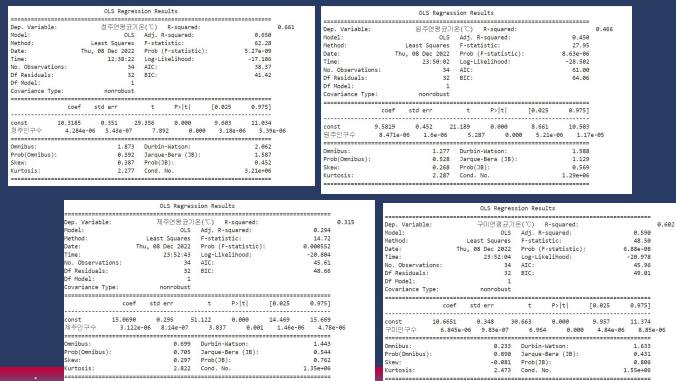 OLS Regression Results
Dep. Variable: 청주연평균기온(℃) R-squared: 0.661
Model: OLS Adj. R-squared: 0.650
Method: Least Squares F-statistic: 62.28
Date: Thu, 08 Dec 2022 Prob (F-statistic): 5.27e-09
Time: 12:38:22 Log-Likelihood: -17.186
No. Observations: 34 AIC: 38.37
Df Residuals: 32 BIC: 41.42
Df Model: 1
Covariance Type: nonrobust
coef std err t P>|t| [0.025 0.975]
const 10.3185 0.351 29.356 0.000 9.603 11.034
청주인구수 4.284e-06 5.43e-07 7.892 0.000 3.18e-06 5.39e-06
Omnibus: 1.873 Durbin-Watson: 2.062
Prob(Omnibus): 0.392 Jarque-Bera (JB): 1.587
Skew: 0.387 Prob(JB): 0.452
Kurtosis: 2.277 Cond. No. 3.21e+06
OLS Regression Results
Dep. Variable: 원주연평균기온(℃) R-squared: 0.466
Model: OLS Adj. R-squared: 0.450
Method: Least Squares F-statistic: 27.95
Date: Thu, 08 Dec 2022 Prob (F-statistic): 8.63e-06
Time: 23:50:02 Log-Likelihood: -28.502
No. Observations: 34 AIC: 61.00
Df Residuals: 32 BIC: 64.06
Df Model: 1
Covariance Type: nonrobust
coef std err t P>|t| [0.025 0.975]
const 9.5819 0.452 21.189 0.000 8.661 10.503
원주인구수 8.471e-06 1.6e-06 5.287 0.000 5.21e-06 1.17e-05
Omnibus: 1.277 Durbin-Watson: 1.588
Prob(Omnibus): 0.528 Jarque-Bera (JB): 1.129
Skew: 0.268 Prob(JB): 0.569
Kurtosis: 2.287 Cond. No. 1.29e+06
OLS Regression Results
Dep. Variable: 제주연평균기온(℃) R-squared: 0.315
Model: OLS Adj. R-squared: 0.294
Method: Least Squares F-statistic: 14.72
Date: Thu, 08 Dec 2022 Prob (F-statistic): 0.000552
Time: 23:52:43 Log-Likelihood: -20.804
No. Observations: 34 AIC: 45.61
Df Residuals: 32 BIC: 48.66
Df Model: 1
Covariance Type: nonrobust
coef std err t P>|t| [0.025 0.975]
const 15.0690 0.295 51.122 0.000 14.469 15.669
제주인구수 3.122e-06 8.14e-07 3.837 0.001 1.46e-06 4.78e-06
Omnibus: 0.699 Durbin-Watson: 1.443
Prob(Omnibus): 0.705 Jarque-Bera (JB): 0.544
Skew: 0.297 Prob(JB): 0.762
Kurtosis: 2.822 Cond. No. 1.35e+06
OLS Regression Results
Dep. Variable: 구미연평균기온(℃) R-squared: 0.602
Model: OLS Adj. R-squared: 0.590
Method: Least Squares F-statistic: 48.50
Date: Thu, 08 Dec 2022 Prob (F-statistic): 6.88e-08
Time: 23:52:04 Log-Likelihood: -20.978
No. Observations: 34 AIC: 45.96
Df Residuals: 32 BIC: 49.01
Df Model: 1
Covariance Type: nonrobust
coef std err t P>|t| [0.025 0.975]
const 10.6651 0.348 30.663 0.000 9.957 11.374
구미인구수 6.845e-06 9.83e-07 6.964 0.000 4.84e-06 8.85e-06
Omnibus: 0.233 Durbin-Watson: 1.633
Prob(Omnibus): 0.890 Jarque-Bera (JB): 0.431
Skew: -0.081 Prob(JB): 0.806
Kurtosis: 2.473 Cond. No. 1.55e+06